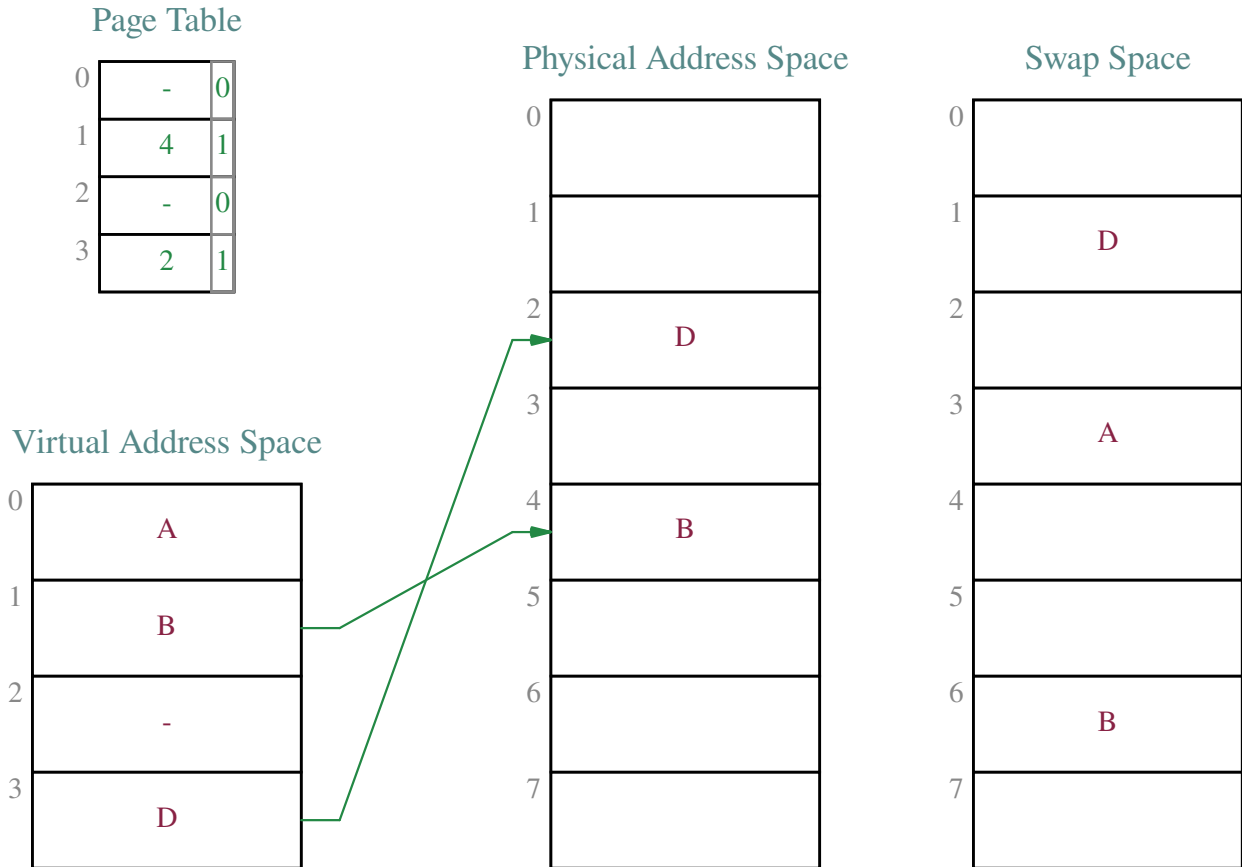 Page Table
0 - 0
1 4 1
2 - 0
3 2 1
Virtual Address Space
0 A
1 B
2 -
3 D
Physical Address Space
0
1
2 D
3
4 B
5
6
7
Swap Space
0
1 D
2
3 A
4
5
6 B
7